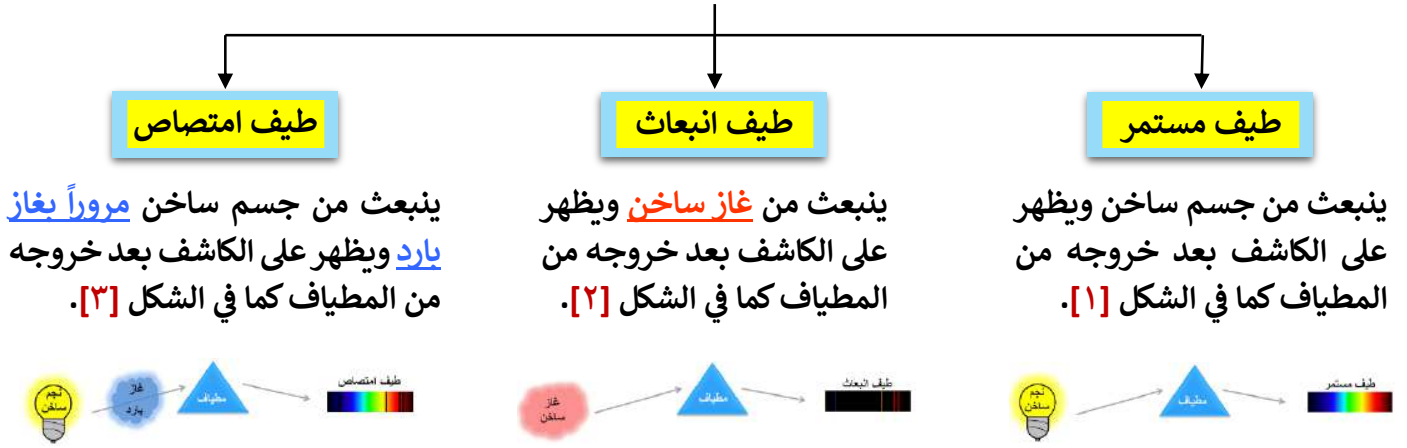 طيف مستمر
ينبعث من جسم ساخن ويظهر
على الكاشف بعد خروجه من
المطياف كما في الشكل [١].
طيف مستمر
نجم
ساخن
مطياف
طيف انبعاث
ينبعث من غاز ساخن ويظهر
على الكاشف بعد خروجه من
المطياف كما في الشكل [٢].
طيف انبعاث
غاز
ساخن
مطياف
طيف امتصاص
ينبعث من جسم ساخن مروراً بغاز
بارد ويظهر على الكاشف بعد خروجه
من المطياف كما في الشكل [٣].
طيف امتصاص
نجم
ساخن
غاز
بارد
مطياف